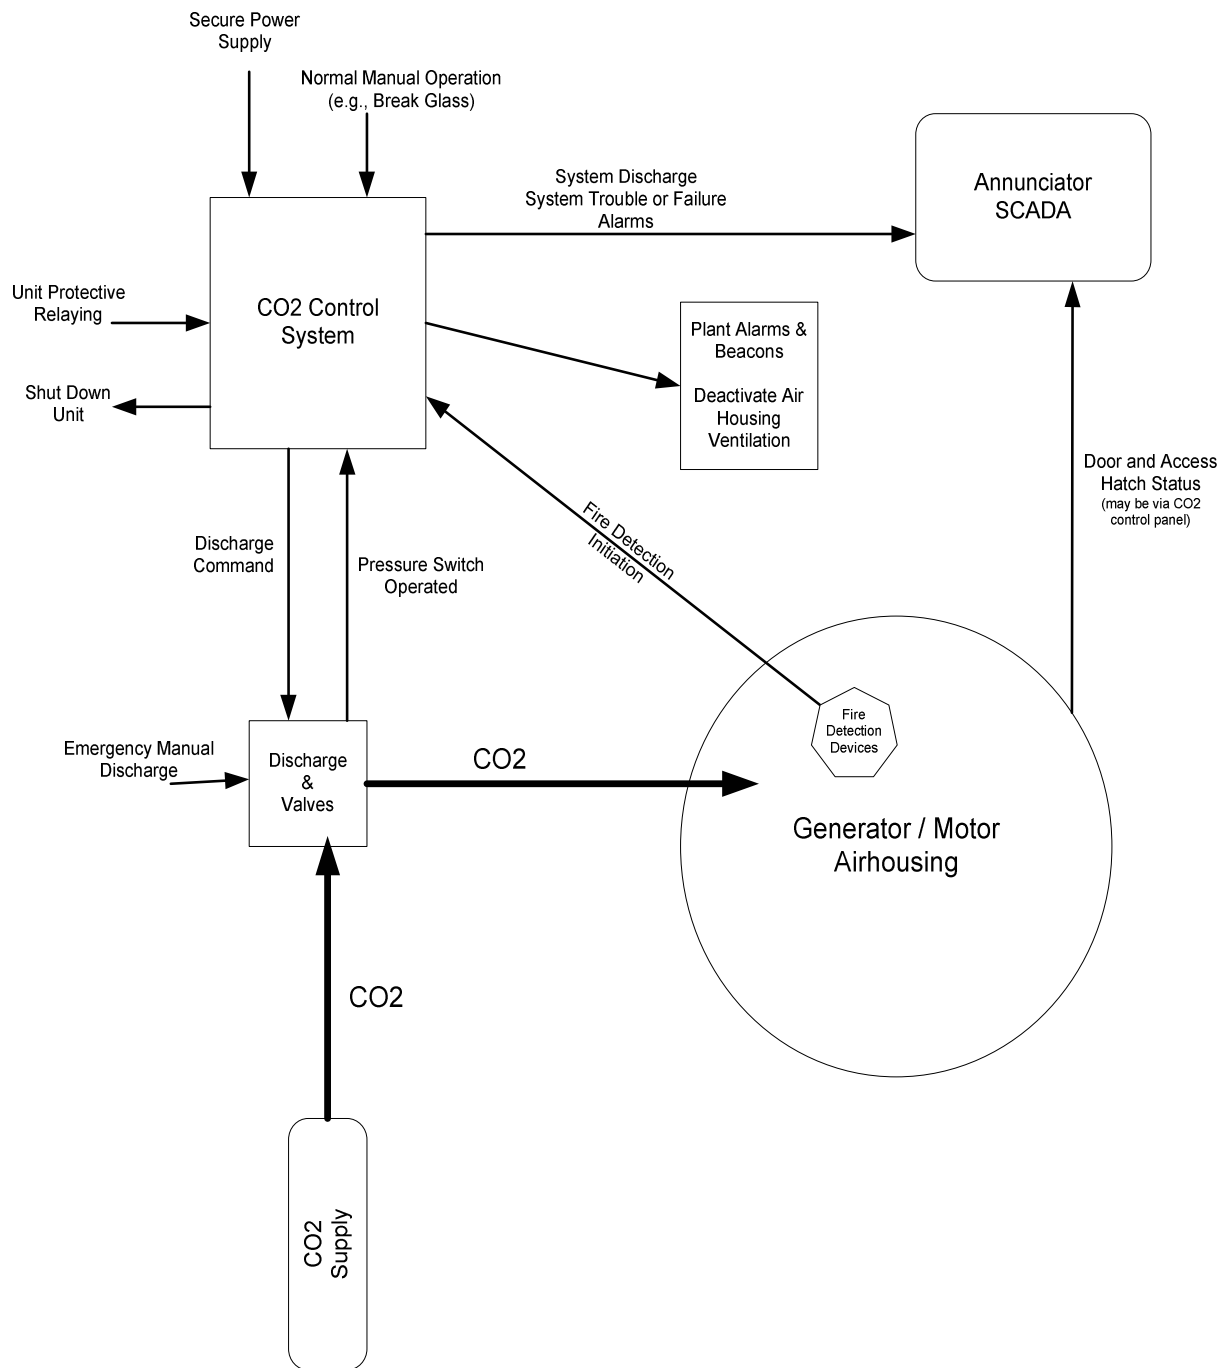 Secure Power
Supply
Normal Manual Operation
(e.g., Break Glass)
System Discharge
System Trouble or Failure
Alarms
Annunciator
SCADA
Unit Protective
Relaying
CO2 Control
System
Plant Alarms &
Beacons
Deactivate Air
Housing
Ventilation
Shut Down
Unit
Door and Access
Hatch Status
(may be via CO2
control panel)
Fire Detection
Initiation
Discharge
Command
Pressure Switch
Operated
Fire
Detection
Devices
Emergency Manual
Discharge
Discharge
&
Valves
CO2
Generator / Motor
Airhousing
CO2
CO2
Supply